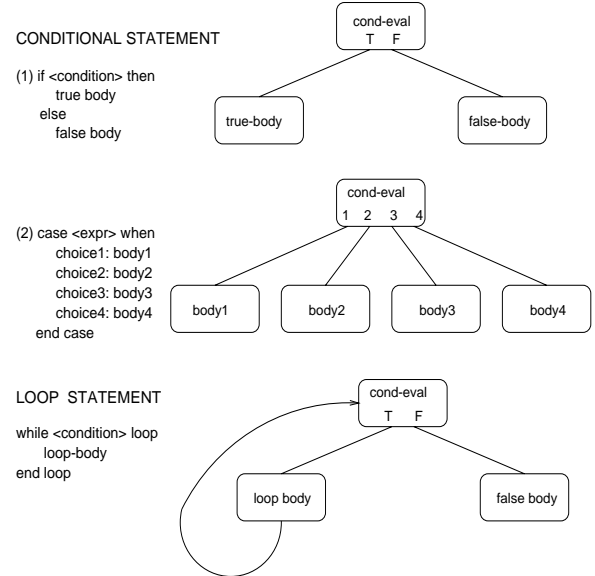 CONDITIONAL STATEMENT
(1) if <condition> then
true body
else
false body
cond-eval
T F
true-body
false-body
(2) case <expr> when
choice1: body1
choice2: body2
choice3: body3
choice4: body4
end case
cond-eval
1 2 3 4
body1
body2
body3
body4
LOOP STATEMENT
while <condition> loop
loop-body
end loop
cond-eval
T F
loop body
false body